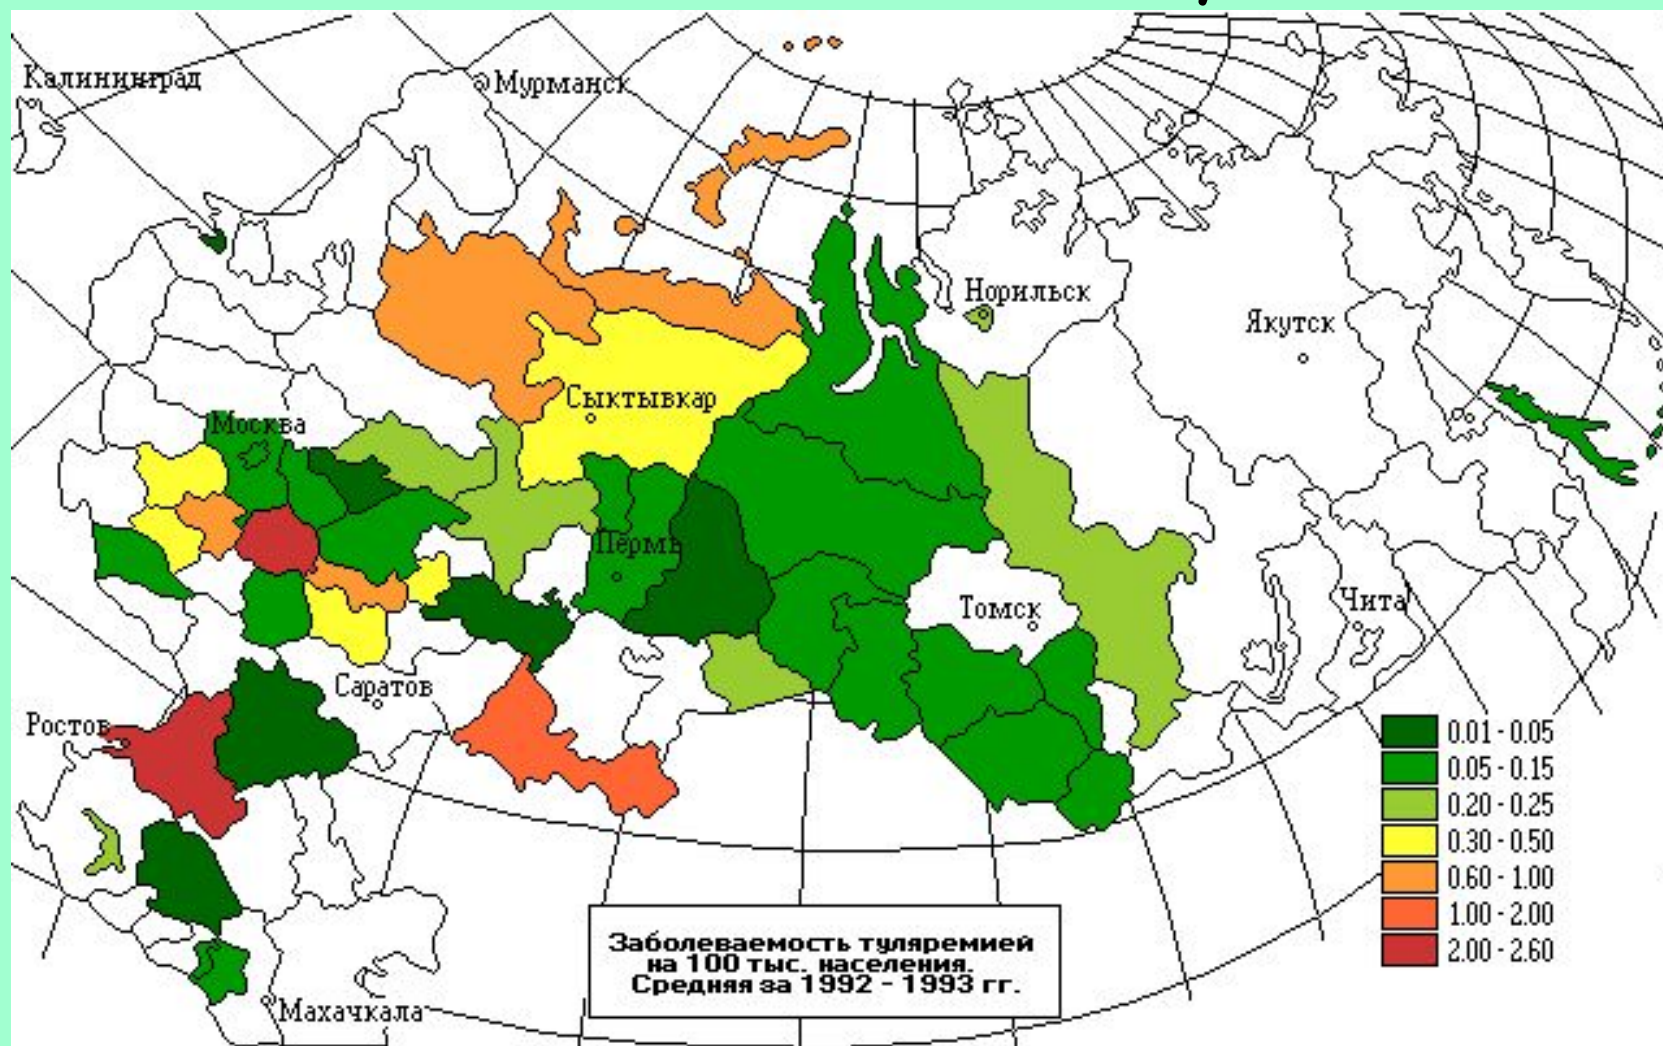 Калининград
Мурманск
Норильск
Якутск
Сыктывкар
Москва
Пермь
Томск
Чита
Саратов
Ростов
Махачкала
0.01 - 0.05
0.05 - 0.15
0.20 - 0.25
0.30 - 0.50
0.60 - 1.00
1.00 - 2.00
2.00 - 2.60
Заболеваемость туляремией
на 100 тыс. населения.
Средняя за 1992 - 1993 гг.